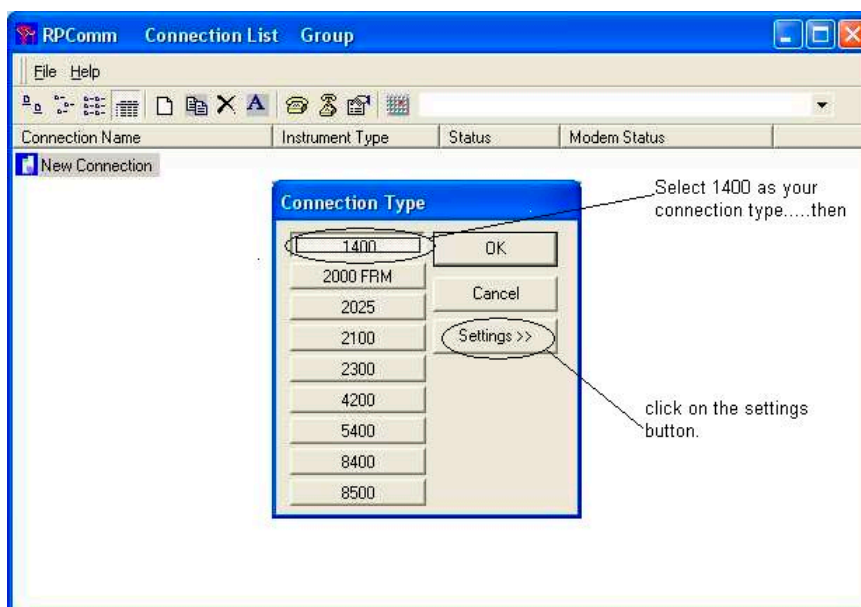 RPComm Connection List Group
File Help
A
Connection Name Instrument Type Status Modem Status
New Connection
Connection Type
1400 OK
2000 FRM
Cancel
2025
2100 Settings >>
2300
4200
5400
8400
8500
Select 1400 as your
connection type.....then
click on the settings
button.